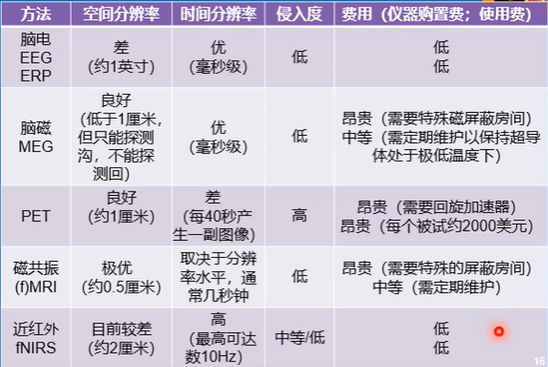 方法 空间分辨率 时间分辨率 侵入度 费用（仪器购置费；使用费）
脑电
EEG
ERP
差
(约1英寸)
优
(毫秒级)
低
低
低
脑磁
MEG
良好
(低于1厘米，
但只能探测
沟，不能探
测回)
优
(毫秒级)
低
昂贵（需要特殊磁屏蔽房间）
中等（需定期维护以保持超导
体处于极低温度下）
PET
良好
(约1厘米)
差
(每40秒产
生一副图像)
高
昂贵（需要回旋加速器）
昂贵（每个被试约2000美元）
磁共振
(f)MRI
极优
(约0.5厘米)
取决于分辨
率水平，通
常几秒钟
低
昂贵（需要特殊的屏蔽房间）
中等（需定期维护）
近红外
fNIRS
目前较差
(约2厘米)
高
(最高可达
数10Hz)
中等/低
低
低
16